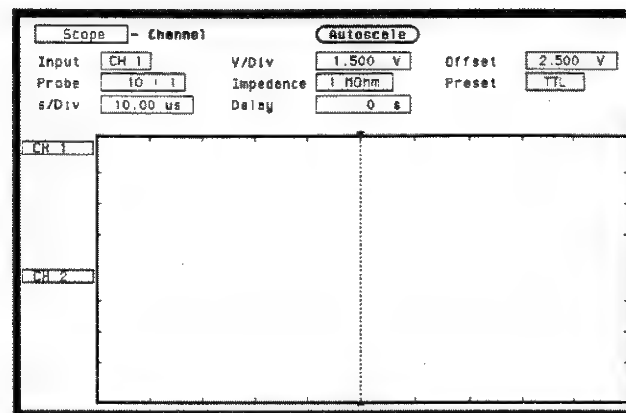 Scope - Channel Autoscale
Input CH 1 V/Div 1.500 V Offset 2.500 V
Probe 10 : 1 Impedance 1 MOhm Preset TTL
s/Div 10.00 us Delay 0 s
CH 1
CH 2